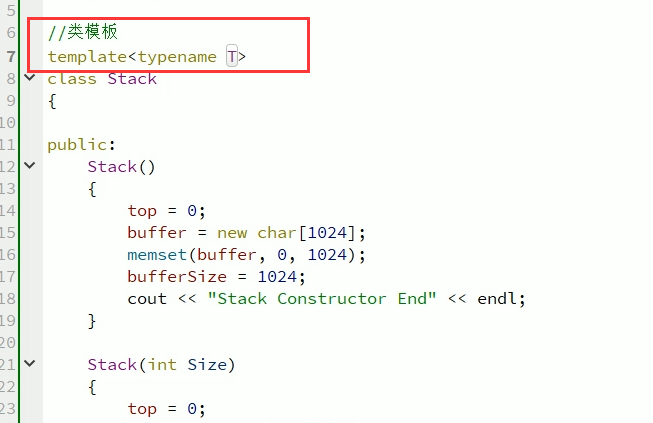 5
6 //类模板
7 template<typename T>
8 class Stack
9 {
10
11 public:
12 Stack()
13 {
14 top = 0;
15 buffer = new char[1024];
16 memset(buffer, 0, 1024);
17 bufferSize = 1024;
18 cout << "Stack Constructor End" << endl;
19 }
20
21 Stack(int Size)
22 {
23 top = 0;